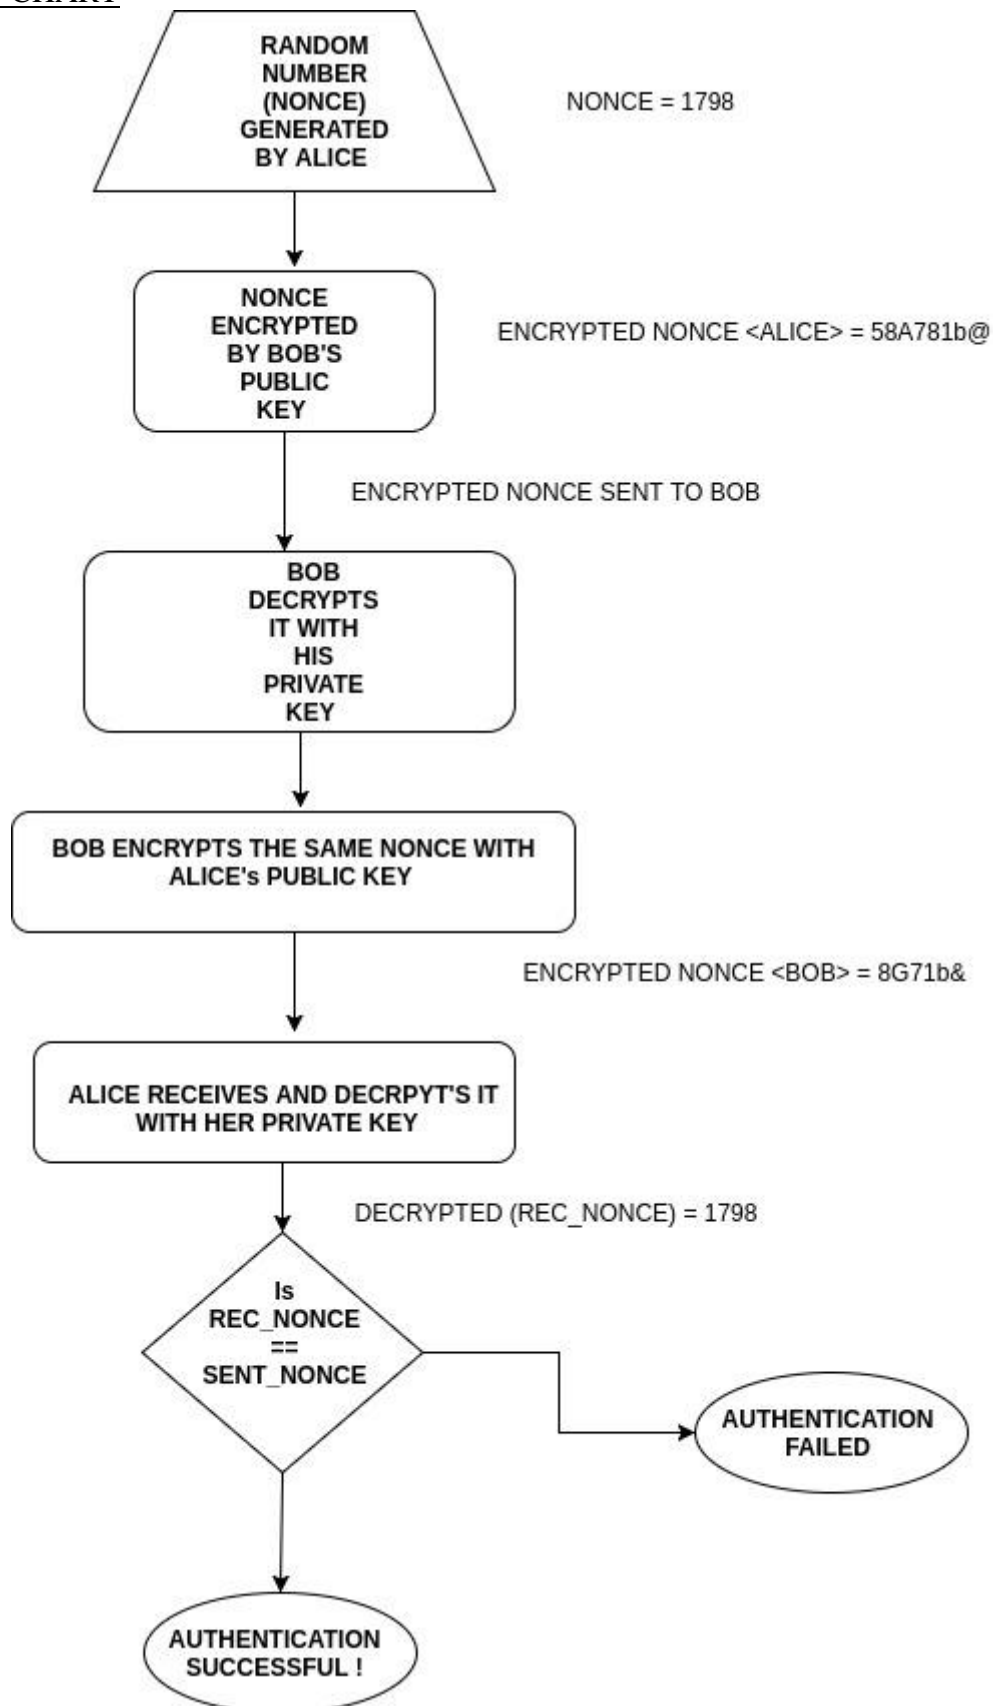 CHART
RANDOM
NUMBER
(NONCE)
GENERATED
BY ALICE
NONCE = 1798
NONCE
ENCRYPTED
BY BOB'S
PUBLIC
KEY
ENCRYPTED NONCE <ALICE> = 58A781b@
ENCRYPTED NONCE SENT TO BOB
BOB
DECRYPTS
IT WITH
HIS
PRIVATE
KEY
BOB ENCRYPTS THE SAME NONCE WITH
ALICE's PUBLIC KEY
ENCRYPTED NONCE <BOB> = 8G71b&
ALICE RECEIVES AND DECRPYT'S IT
WITH HER PRIVATE KEY
DECRYPTED (REC_NONCE) = 1798
Is
REC_NONCE
==
SENT_NONCE
AUTHENTICATION
FAILED
AUTHENTICATION
SUCCESSFUL !